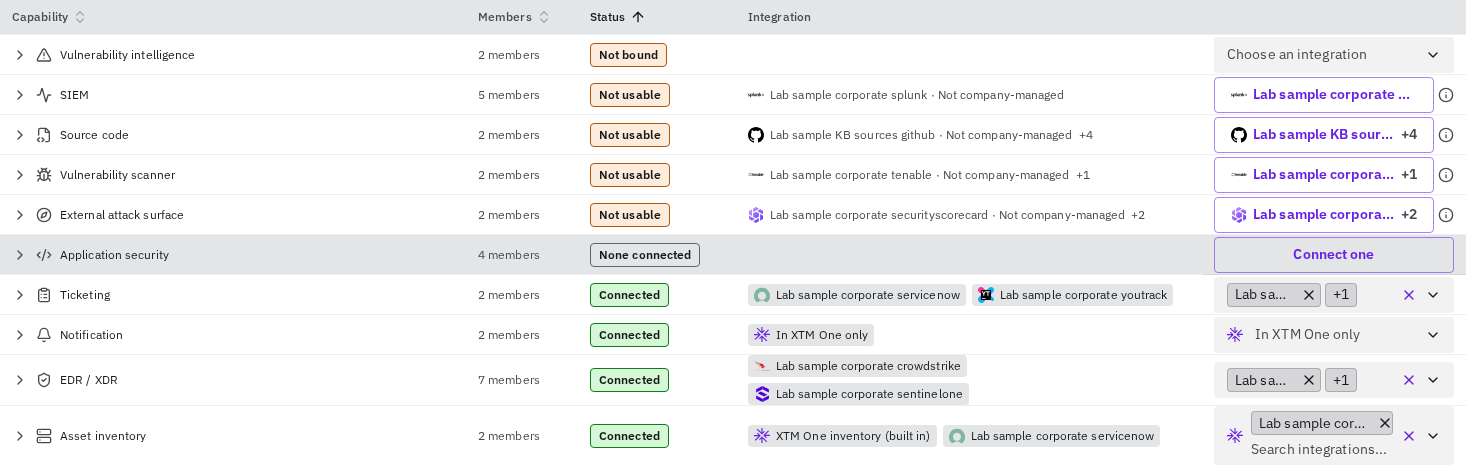 Capability Members Status Integration
Vulnerability intelligence 2 members Not bound Choose an integration
SIEM 5 members Not usable Lab sample corporate splunk · Not company-managed Lab sample corporate ...
Source code 2 members Not usable Lab sample KB sources github · Not company-managed +4 Lab sample KB sour... +4
Vulnerability scanner 2 members Not usable Lab sample corporate tenable · Not company-managed +1 Lab sample corpora... +1
External attack surface 2 members Not usable Lab sample corporate securityscorecard · Not company-managed +2 Lab sample corpora... +2
Application security 4 members None connected Connect one
Ticketing 2 members Connected Lab sample corporate servicenow Lab sample corporate youtrack Lab sa... +1
Notification 2 members Connected In XTM One only In XTM One only
EDR / XDR 7 members Connected Lab sample corporate crowdstrike Lab sa... +1
Lab sample corporate sentinelone
Asset inventory 2 members Connected XTM One inventory (built in) Lab sample corporate servicenow Lab sample cor...
Search integrations...